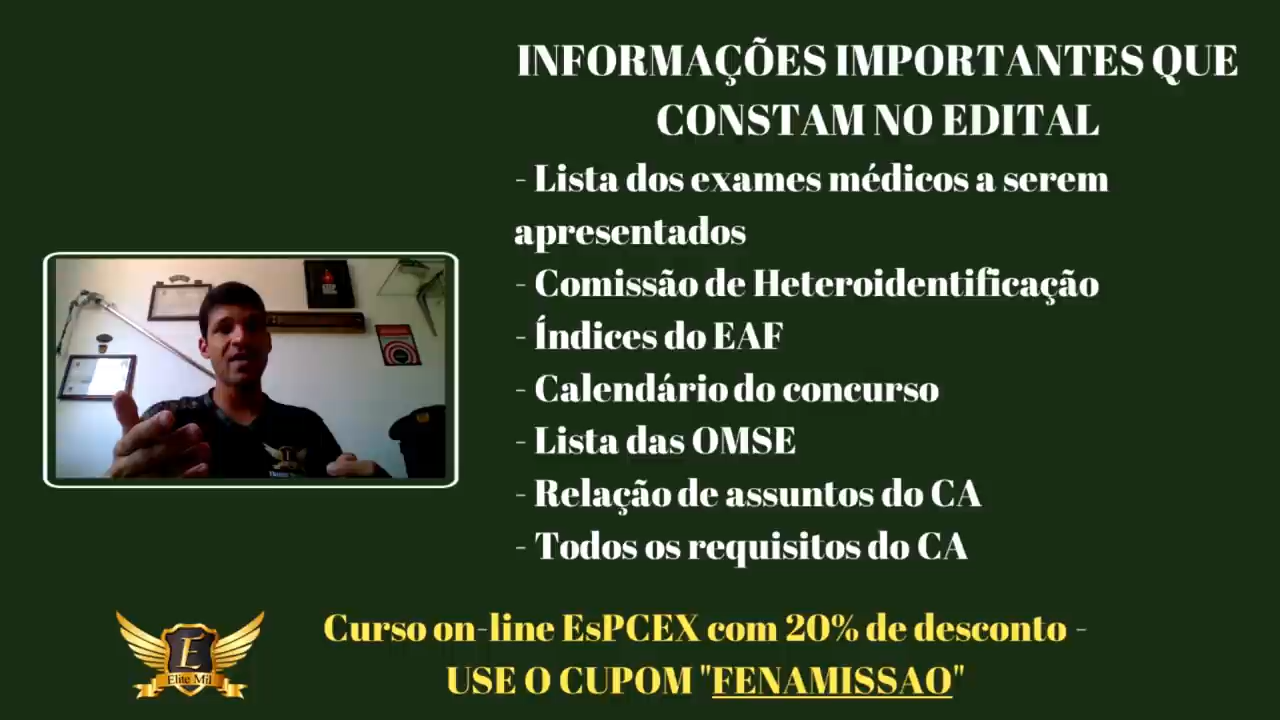 INFORMAÇÕES IMPORTANTES QUE
CONSTAM NO EDITAL
- Lista dos exames médicos a serem
apresentados
- Comissão de Heteroidentificação
- Índices do EAF
- Calendário do concurso
- Lista das OMSE
- Relação de assuntos do CA
- Todos os requisitos do CA
Curso on-line EsPCEX com 20% de desconto -
USE O CUPOM "FENAMISSAO"
E
Elite Mil